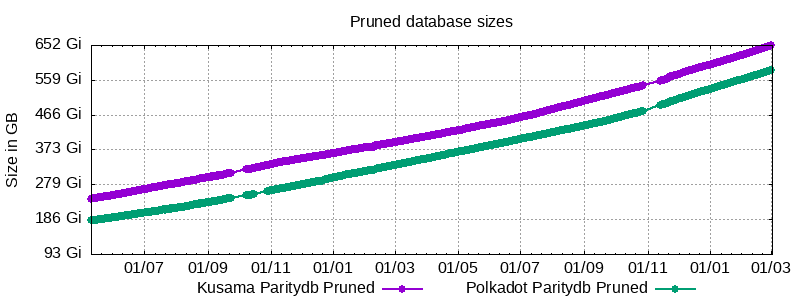 Pruned database sizes
652 Gi
559 Gi
466 Gi
373 Gi
279 Gi
186 Gi
93 Gi
Size in GB
01/07 01/09 01/11 01/01 01/03 01/05 01/07 01/09 01/11 01/01 01/03
Kusama Paritydb Pruned Polkadot Paritydb Pruned